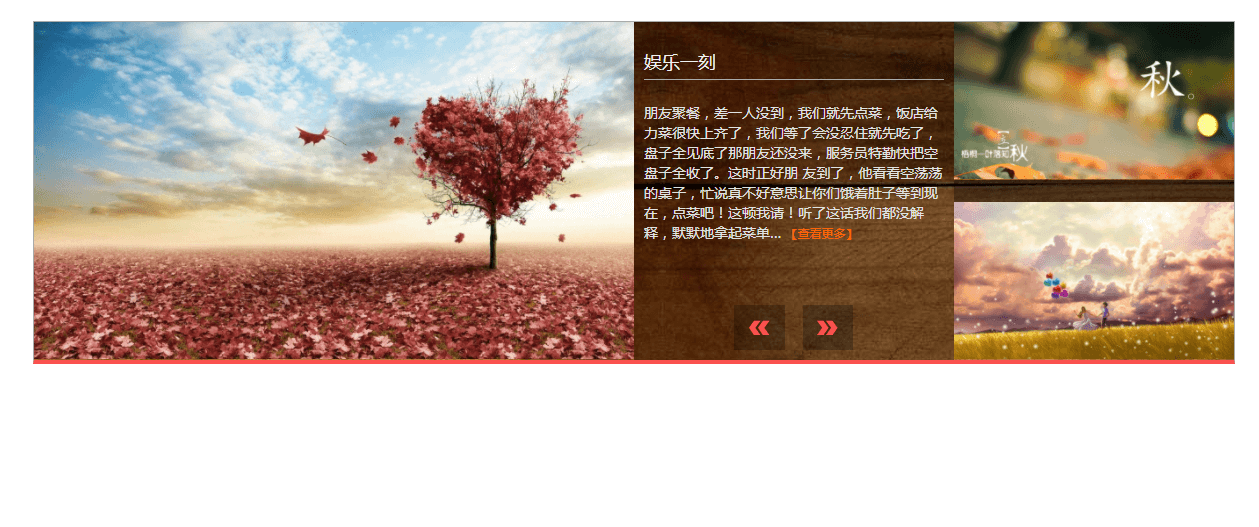 娱乐一刻
朋友聚餐，差一人没到，我们就先点菜，饭店给
力菜很快上齐了，我们等了会没忍住就先吃了，
盘子全见底了那朋友还没来，服务员特勤快把空
盘子全收了。这时正好朋 友到了，他看看空荡荡
的桌子，忙说真不好意思让你们饿着肚子等到现
在，点菜吧！这顿我请！听了这话我们都没解
释，默默地拿起菜单... 【查看更多】
« »
秋。
梧桐一叶落知秋